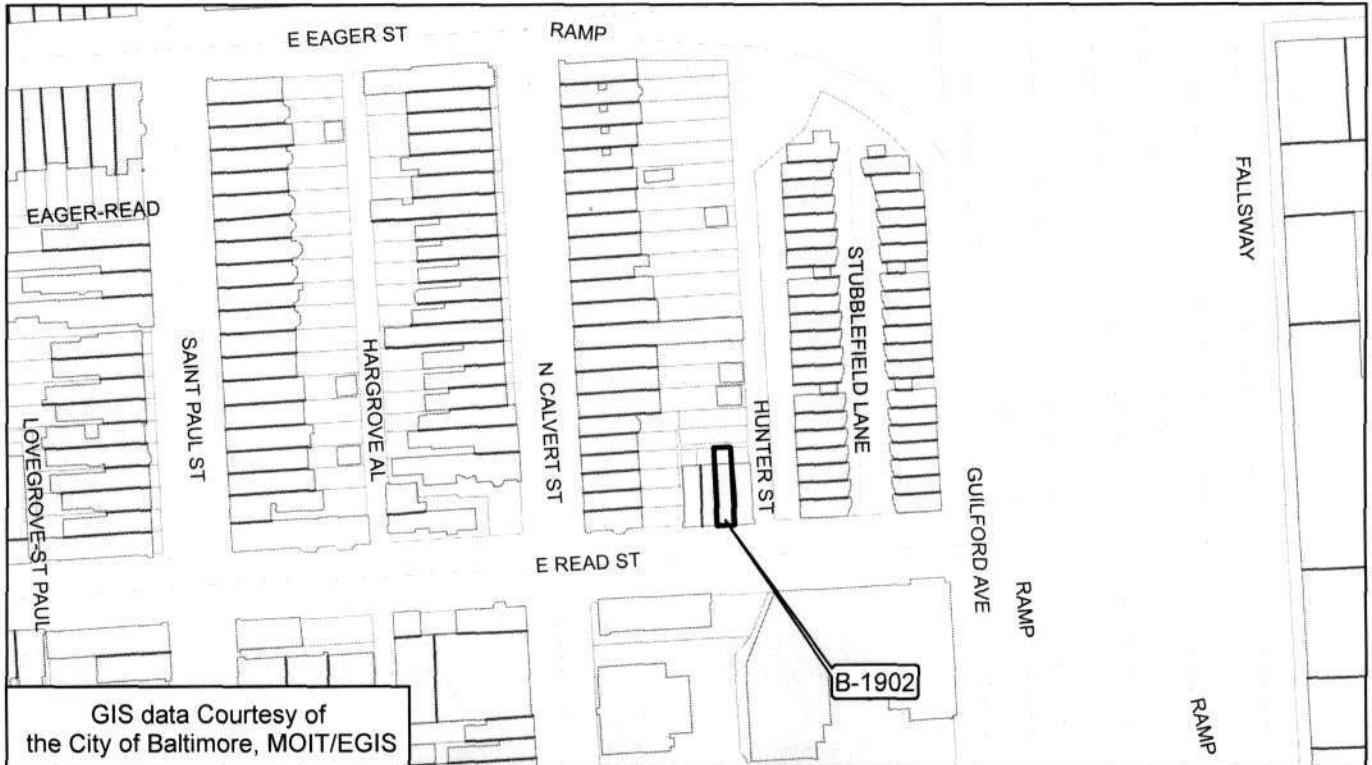 E EAGER ST
RAMP
EAGER-READ
FALLSWAY
SAINT PAUL ST
HARGROVE AL
N CALVERT ST
HUNTER ST
STUBBLEFIELD LANE
LOVEGROVE-ST PAUL
GUILFORD AVE
E READ ST
RAMP
B-1902
RAMP
GIS data Courtesy of
the City of Baltimore, MOIT/EGIS